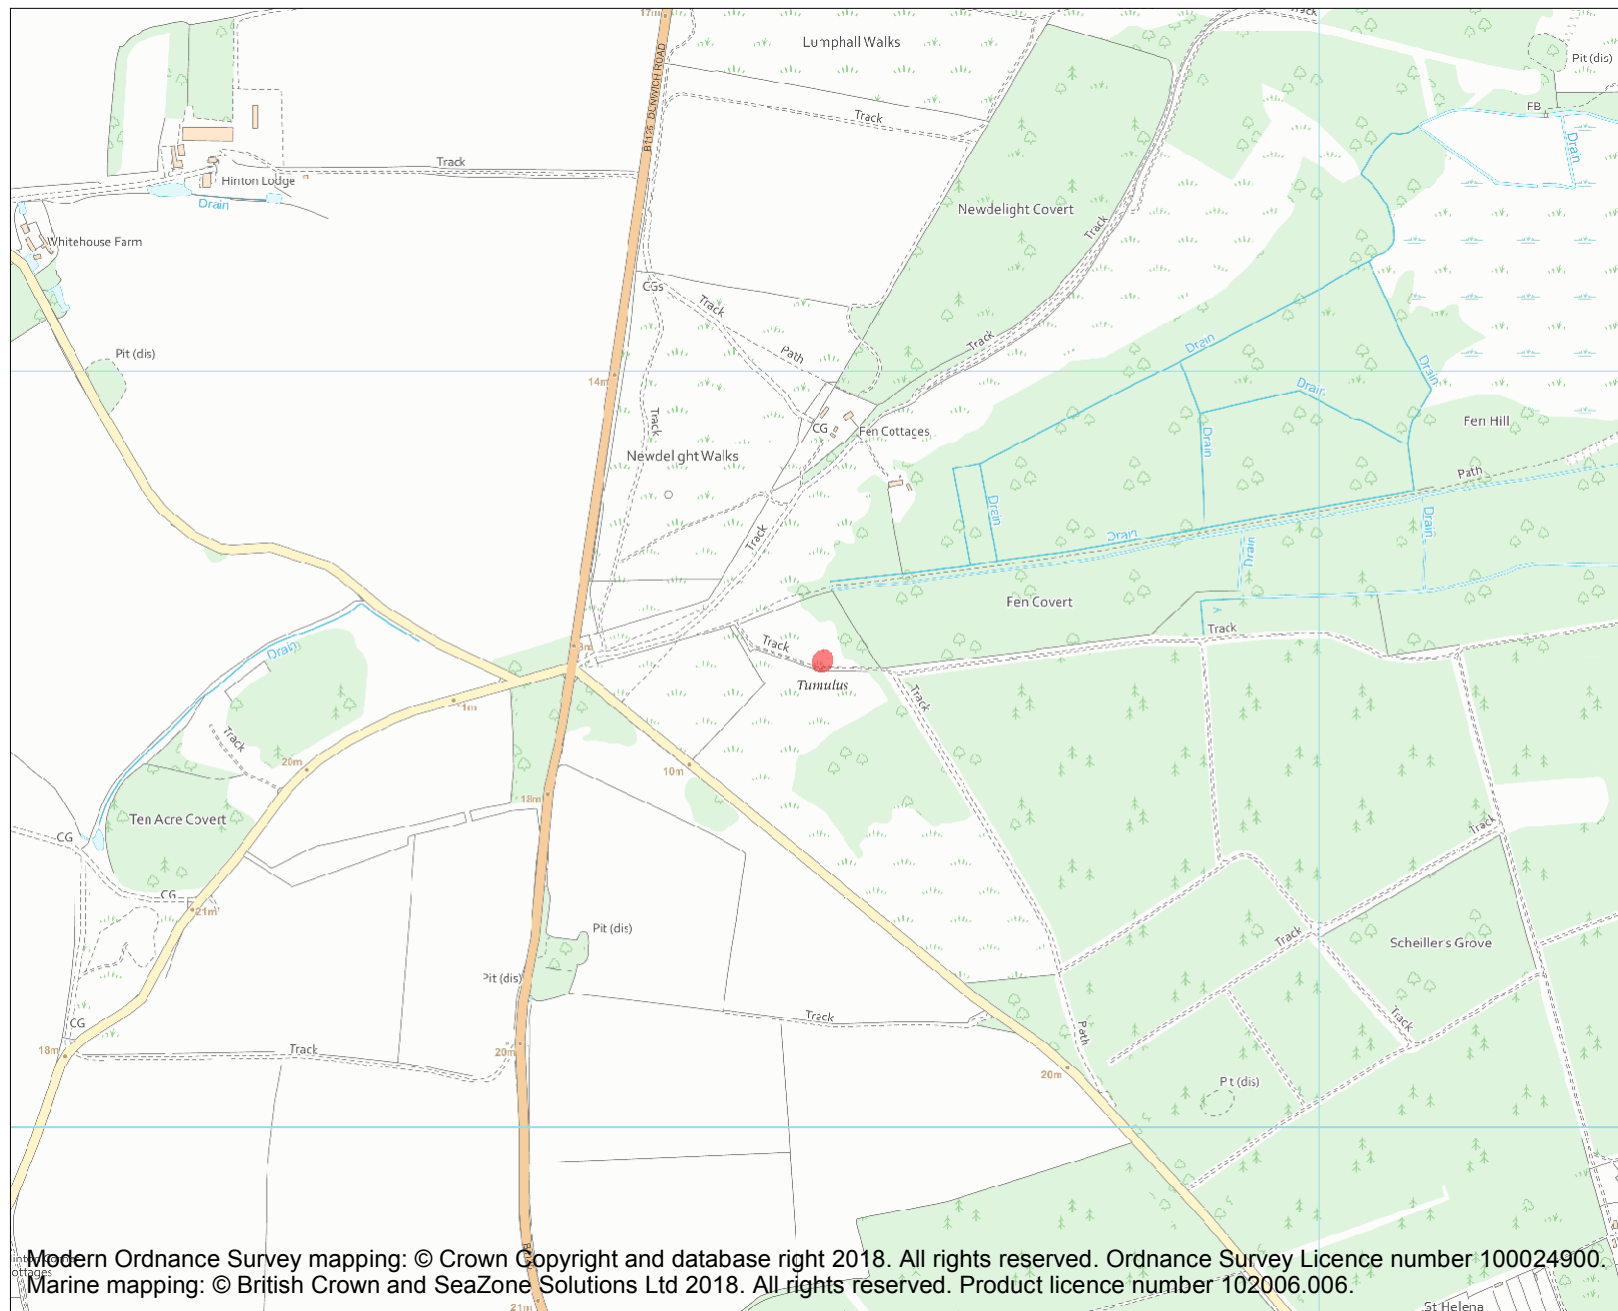 17m
Track
Lumphall Walks
Pit (dis)
B1125 DUNWICH ROAD
FB
Track
Drain
Track
Hinton Lodge
Drain
Newdelight Covert
Track
Whitehouse Farm
CGs
Track
Track
Drain
Path
Pit (dis)
14m
Drain
Drain
Track
CG
Fen Cottages
Fen Hill
Newdelight Walks
Drain
Path
Drain
Track
Drain
Drain
Drain
Fen Covert
Track
Drain
Track
Tumulus
Track
Track
20m
10m
18m
Ten Acre Covert
Track
CG
CG
21m
Pit (dis)
Track
Scheiller's Grove
Pit (dis)
Track
Track
CG
Path
18m
Track
20m
20m
Pit (dis)
Modern Ordnance Survey mapping: © Crown Copyright and database right 2018. All rights reserved. Ordnance Survey Licence number 100024900.
Marine mapping: © British Crown and SeaZone Solutions Ltd 2018. All rights reserved. Product licence number 102006.006.
21m
St Helena